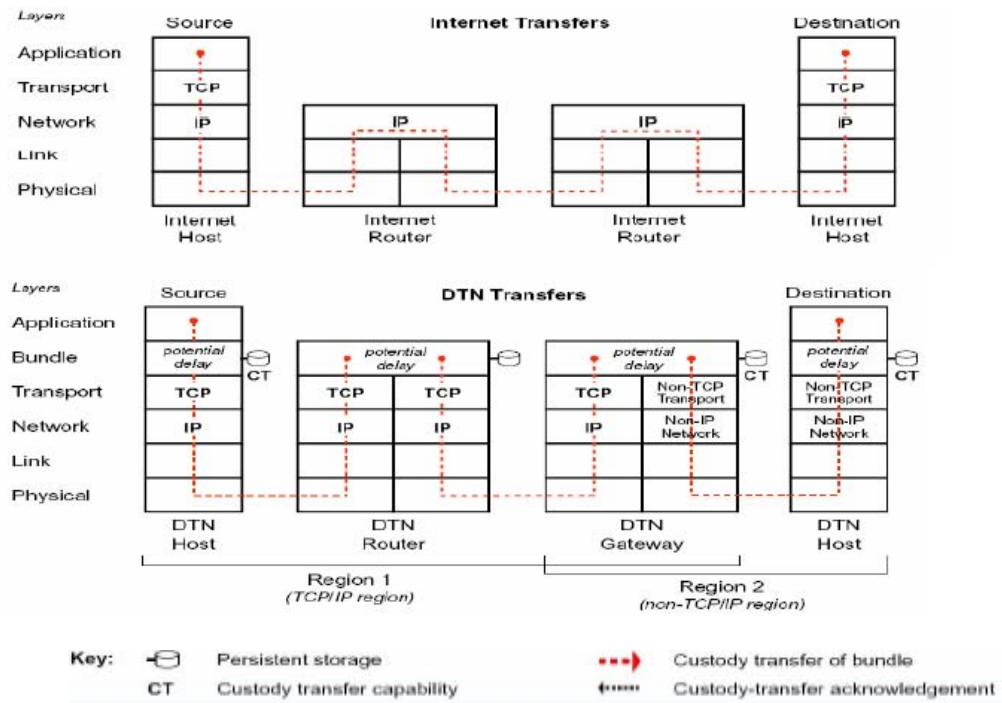 Layers
Source
Internet Transfers
Destination
Application
Transport
TCP
TCP
Network
IP
IP
IP
IP
Link
Physical
Internet
Host
Internet
Router
Internet
Router
Internet
Host
Layers
Source
DTN Transfers
Destination
Application
Bundle
potential
delay
CT
potential
delay
potential
delay
CT
potential
delay
CT
Transport
TCP
TCP
TCP
TCP
Non-TCP
Transport
Non-TCP
Transport
Network
IP
IP
IP
IP
Non-IP
Network
Non-IP
Network
Link
Physical
DTN
Host
DTN
Router
DTN
Gateway
DTN
Host
Region 1
(TCP/IP region)
Region 2
(non-TCP/IP region)
Key:
Persistent storage
Custody transfer of bundle
CT
Custody transfer capability
Custody-transfer acknowledgement